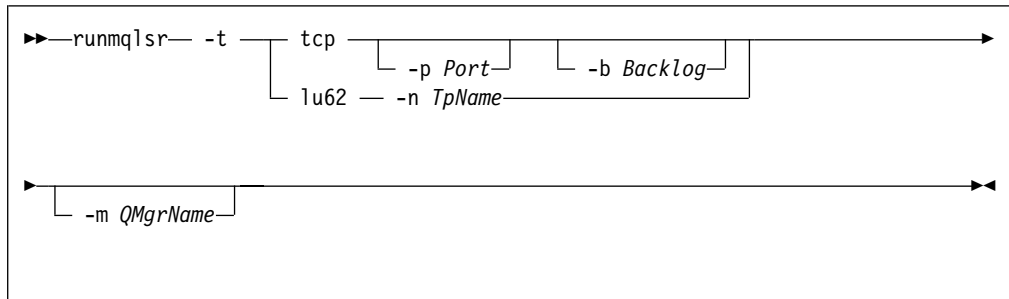 runmqlsr -t tcp
-p Port -b Backlog
lu62 -n TpName
-m QMgrName